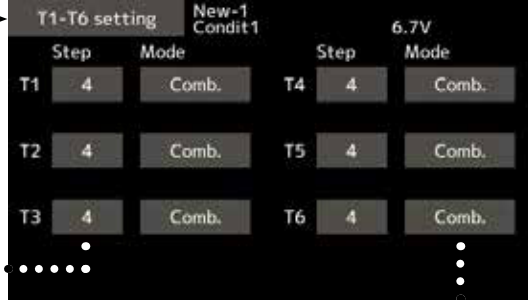 T1-T6 setting
New-1
Condit1
6.7V
Step Mode Step Mode
T1 4 Comb. T4 4 Comb.
T2 4 Comb. T5 4 Comb.
T3 4 Comb. T6 4 Comb.